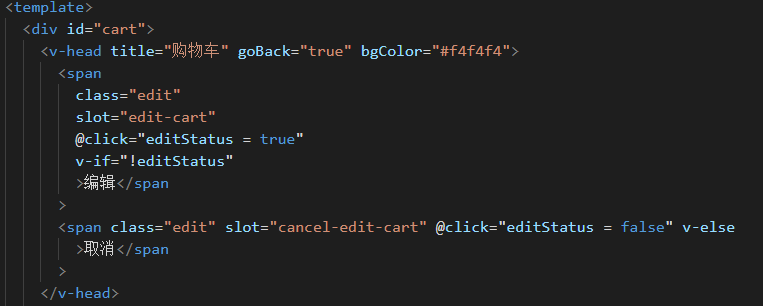 <template>
<div id="cart">
<v-head title="购物车" goBack="true" bgColor="#f4f4f4">
<span
class="edit"
slot="edit-cart"
@click="editStatus = true"
v-if="!editStatus"
>编辑</span
>
<span class="edit" slot="cancel-edit-cart" @click="editStatus = false" v-else
>取消</span
>
</v-head>